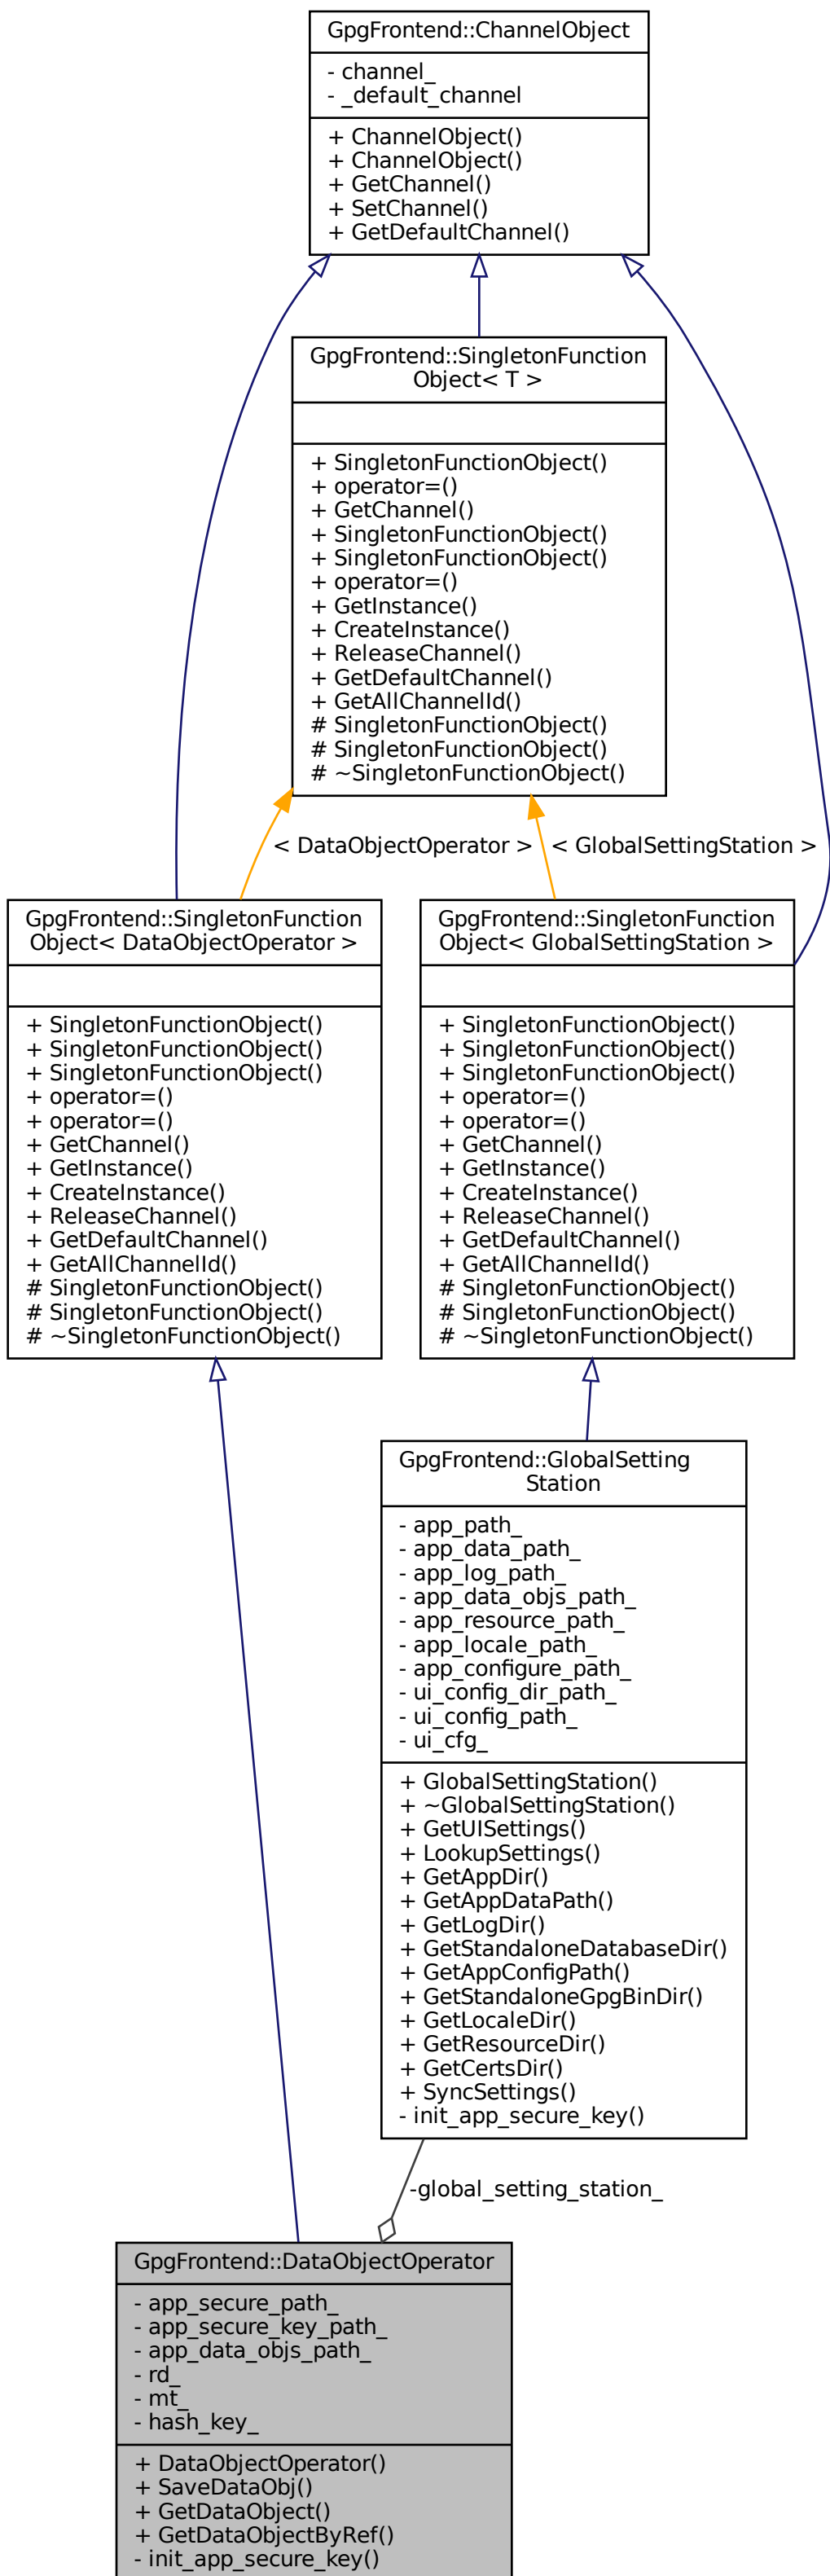 GpgFrontend::ChannelObject
- channel_
- _default_channel
+ ChannelObject()
+ ChannelObject()
+ GetChannel()
+ SetChannel()
+ GetDefaultChannel()
GpgFrontend::SingletonFunction
Object< T >
+ SingletonFunctionObject()
+ operator=()
+ GetChannel()
+ SingletonFunctionObject()
+ SingletonFunctionObject()
+ operator=()
+ GetInstance()
+ CreateInstance()
+ ReleaseChannel()
+ GetDefaultChannel()
+ GetAllChannelId()
# SingletonFunctionObject()
# SingletonFunctionObject()
# ~SingletonFunctionObject()
< DataObjectOperator >
< GlobalSettingStation >
GpgFrontend::SingletonFunction
Object< DataObjectOperator >
+ SingletonFunctionObject()
+ SingletonFunctionObject()
+ SingletonFunctionObject()
+ operator=()
+ operator=()
+ GetChannel()
+ GetInstance()
+ CreateInstance()
+ ReleaseChannel()
+ GetDefaultChannel()
+ GetAllChannelId()
# SingletonFunctionObject()
# SingletonFunctionObject()
# ~SingletonFunctionObject()
GpgFrontend::SingletonFunction
Object< GlobalSettingStation >
+ SingletonFunctionObject()
+ SingletonFunctionObject()
+ SingletonFunctionObject()
+ operator=()
+ operator=()
+ GetChannel()
+ GetInstance()
+ CreateInstance()
+ ReleaseChannel()
+ GetDefaultChannel()
+ GetAllChannelId()
# SingletonFunctionObject()
# SingletonFunctionObject()
# ~SingletonFunctionObject()
GpgFrontend::GlobalSetting
Station
- app_path_
- app_data_path_
- app_log_path_
- app_data_objs_path_
- app_resource_path_
- app_locale_path_
- app_configure_path_
- ui_config_dir_path_
- ui_config_path_
- ui_cfg_
+ GlobalSettingStation()
+ ~GlobalSettingStation()
+ GetUISettings()
+ LookupSettings()
+ GetAppDir()
+ GetAppDataPath()
+ GetLogDir()
+ GetStandaloneDatabaseDir()
+ GetAppConfigPath()
+ GetStandaloneGpgBinDir()
+ GetLocaleDir()
+ GetResourceDir()
+ GetCertsDir()
+ SyncSettings()
- init_app_secure_key()
-global_setting_station_
GpgFrontend::DataObjectOperator
- app_secure_path_
- app_secure_key_path_
- app_data_objs_path_
- rd_
- mt_
- hash_key_
+ DataObjectOperator()
+ SaveDataObj()
+ GetDataObject()
+ GetDataObjectByRef()
- init_app_secure_key()